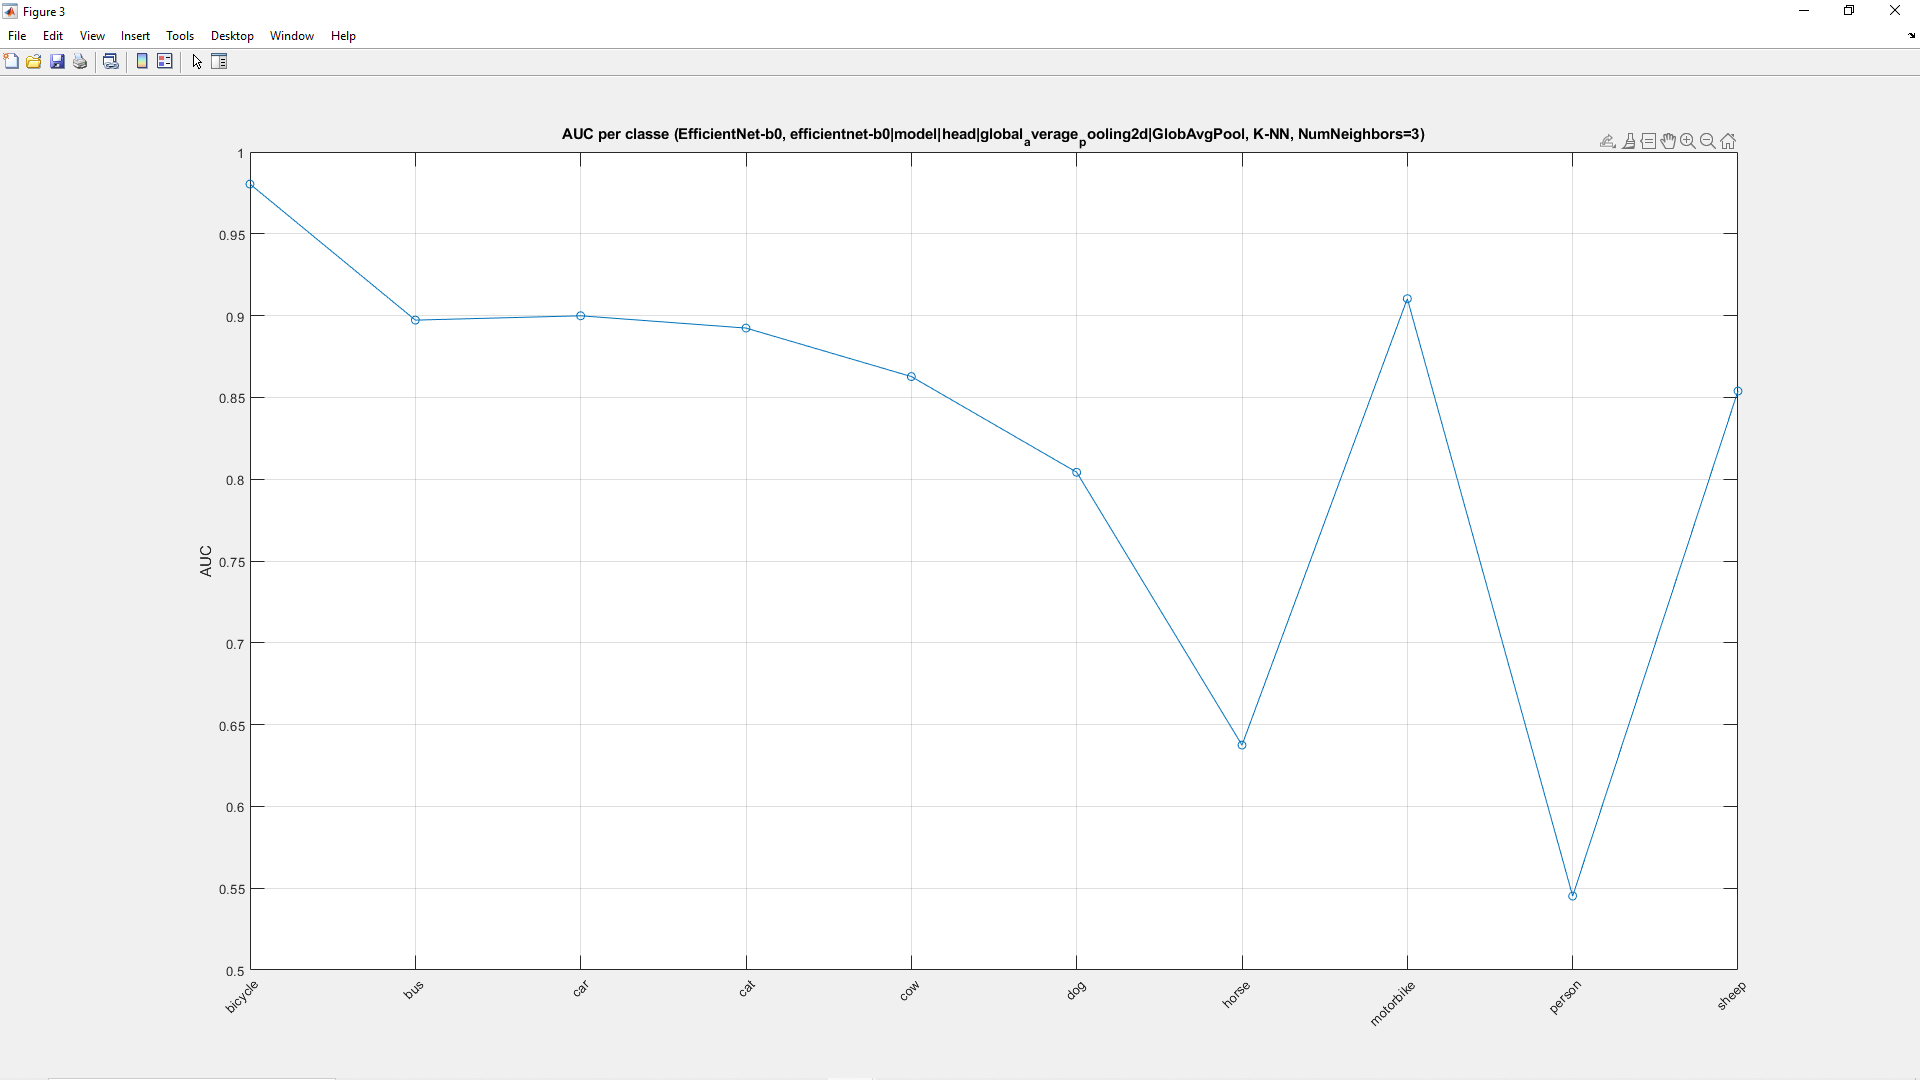 Figure 3
File Edit View Insert Tools Desktop Window Help
AUC per classe (EfficientNet-b0, efficientnet-b0|model|head|global_average_pooling2d|GlobAvgPool, K-NN, NumNeighbors=3)
1
0.95
0.9
0.85
0.8
0.75
0.7
0.65
0.6
0.55
0.5
AUC
bicycle bus car cat cow dog horse motorbike person sheep